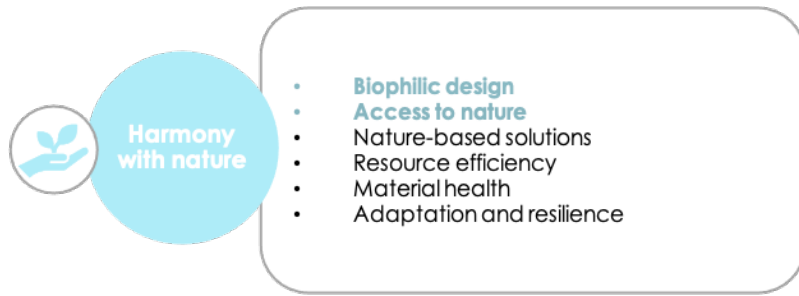 Harmony
with nature
• Biophilic design
• Access to nature
• Nature-based solutions
• Resource efficiency
• Material health
• Adaptation and resilience